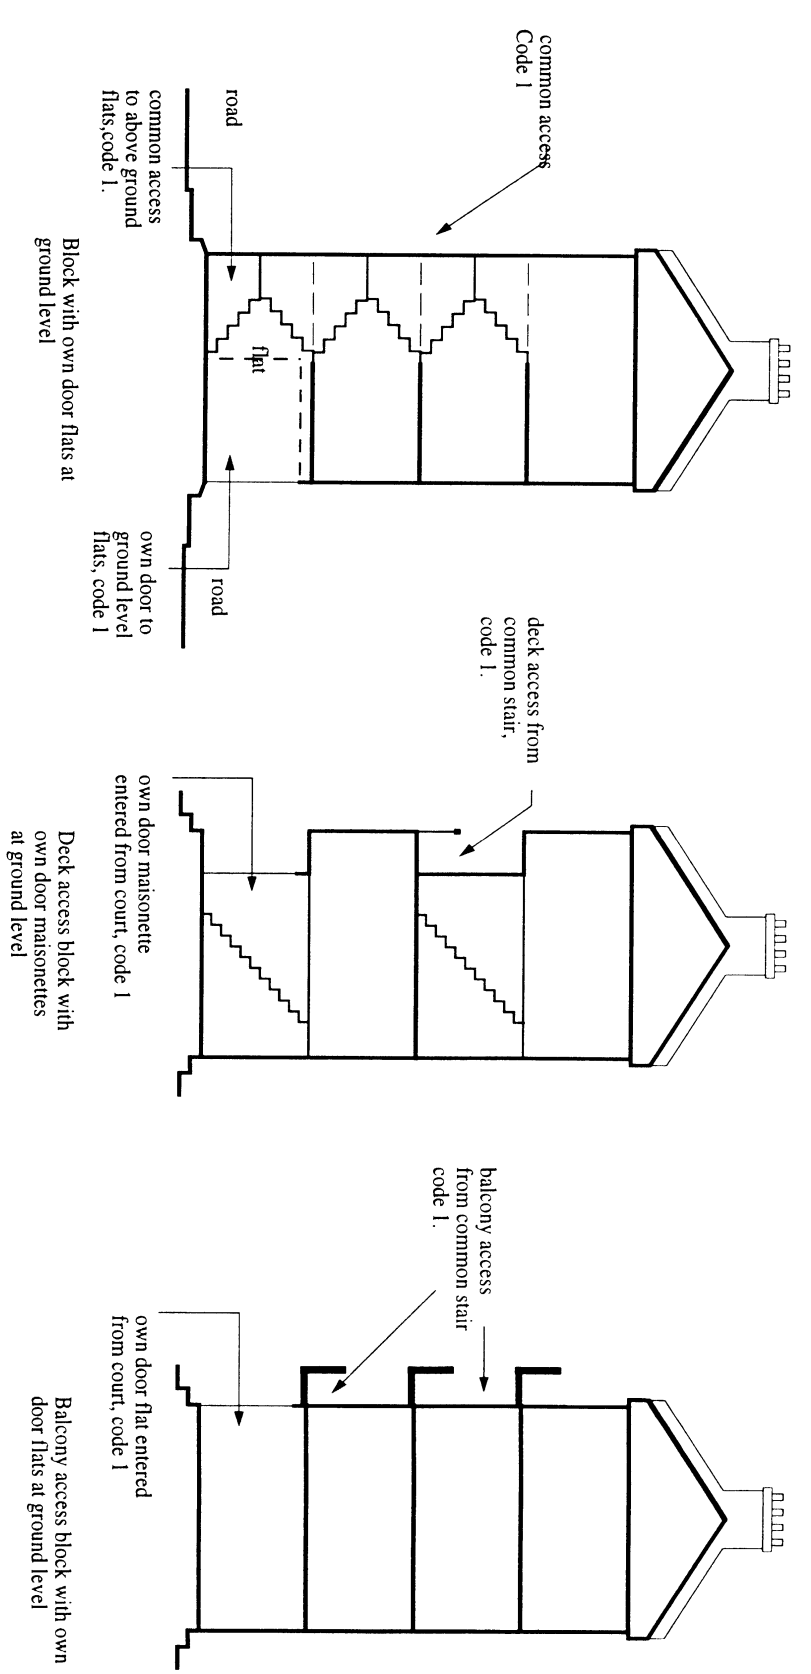 common access
Code 1
road
common access
to above ground
flats,code 1.
flat
road
own door to
ground level
flats, code 1
Block with own door flats at
ground level
deck access from
common stair,
code 1.
own door maisonette
entered from court, code 1
Deck access block with
own door maisonettes
at ground level
balcony access
from common stair
code 1.
own door flat entered
from court, code 1
Balcony access block with own
door flats at ground level